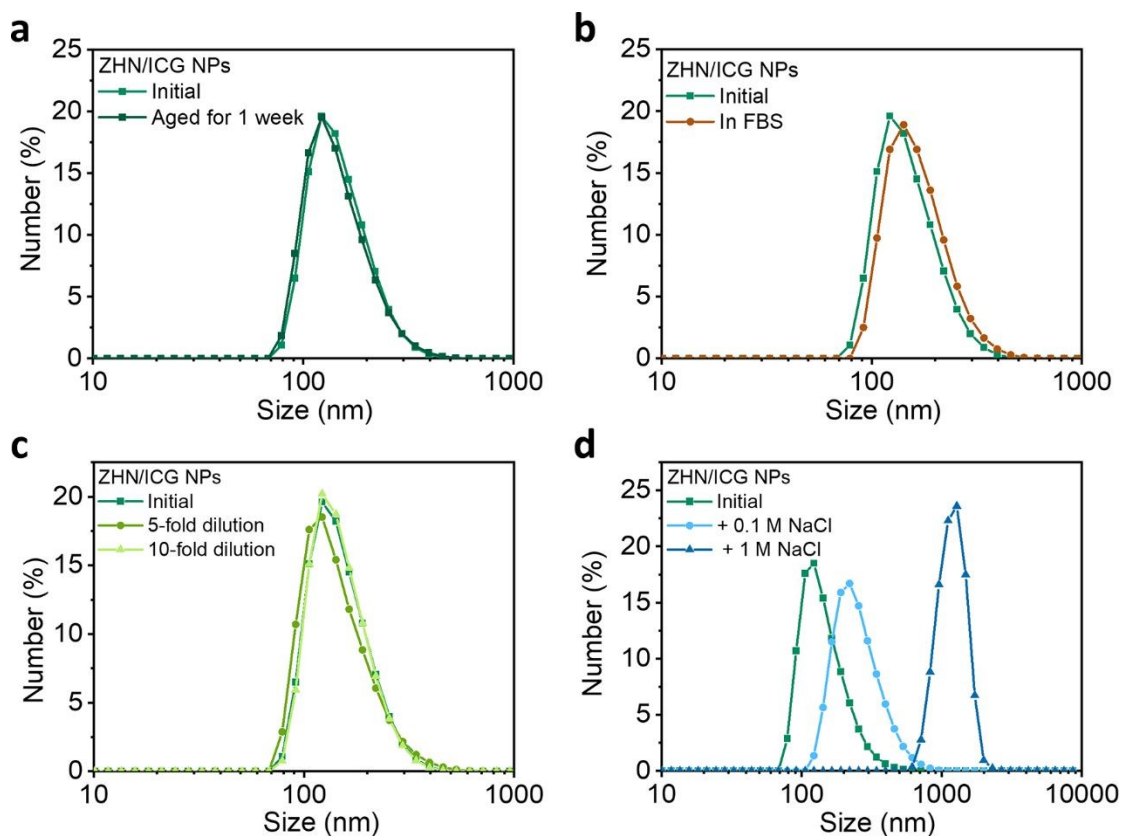 a
25
20
15
10
5
0
Number (%)
ZHN/ICG NPs
Initial
Aged for 1 week
10
100
1000
Size (nm)
b
25
20
15
10
5
0
Number (%)
ZHN/ICG NPs
Initial
In FBS
10
100
1000
Size (nm)
c
20
15
10
5
0
Number (%)
ZHN/ICG NPs
Initial
5-fold dilution
10-fold dilution
10
100
1000
Size (nm)
d
25
20
15
10
5
0
Number (%)
ZHN/ICG NPs
Initial
+ 0.1 M NaCl
+ 1 M NaCl
10
100
1000
10000
Size (nm)